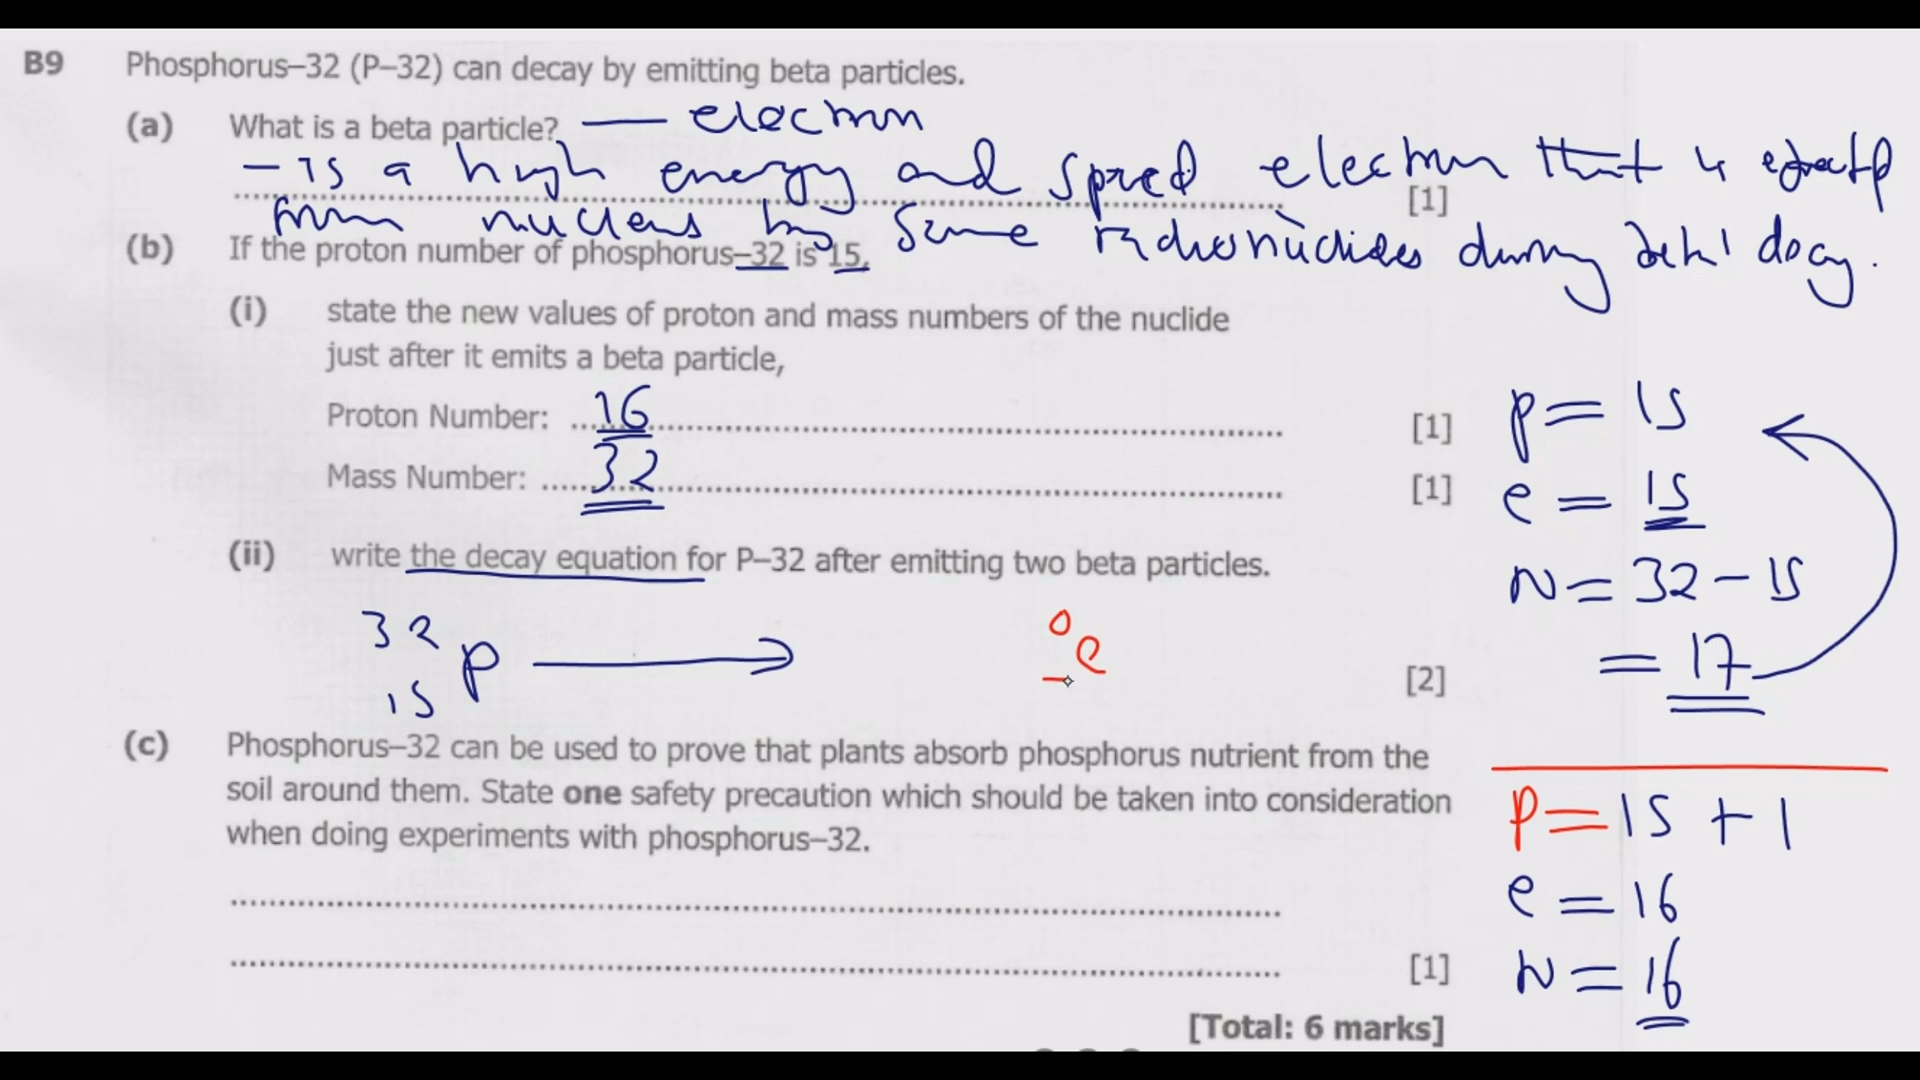 B9 Phosphorus–32 (P–32) can decay by emitting beta particles.
(a) What is a beta particle? — electron
– is a high energy and speed electron that is
[1]
from nucleus by some radionuclides during decay.
(b) If the proton number of phosphorus–32 is 15,
(i) state the new values of proton and mass numbers of the nuclide
just after it emits a beta particle,
Proton Number: 16 [1]
Mass Number: 32 [1]
(ii) write the decay equation for P–32 after emitting two beta particles.
32
15 P → 0
– e
[2]
(c) Phosphorus–32 can be used to prove that plants absorb phosphorus nutrient from the
soil around them. State one safety precaution which should be taken into consideration
when doing experiments with phosphorus–32.
[1]
[Total: 6 marks]
p = 15
e = 15
N = 32 – 15
= 17
p = 15 + 1
e = 16
N = 16